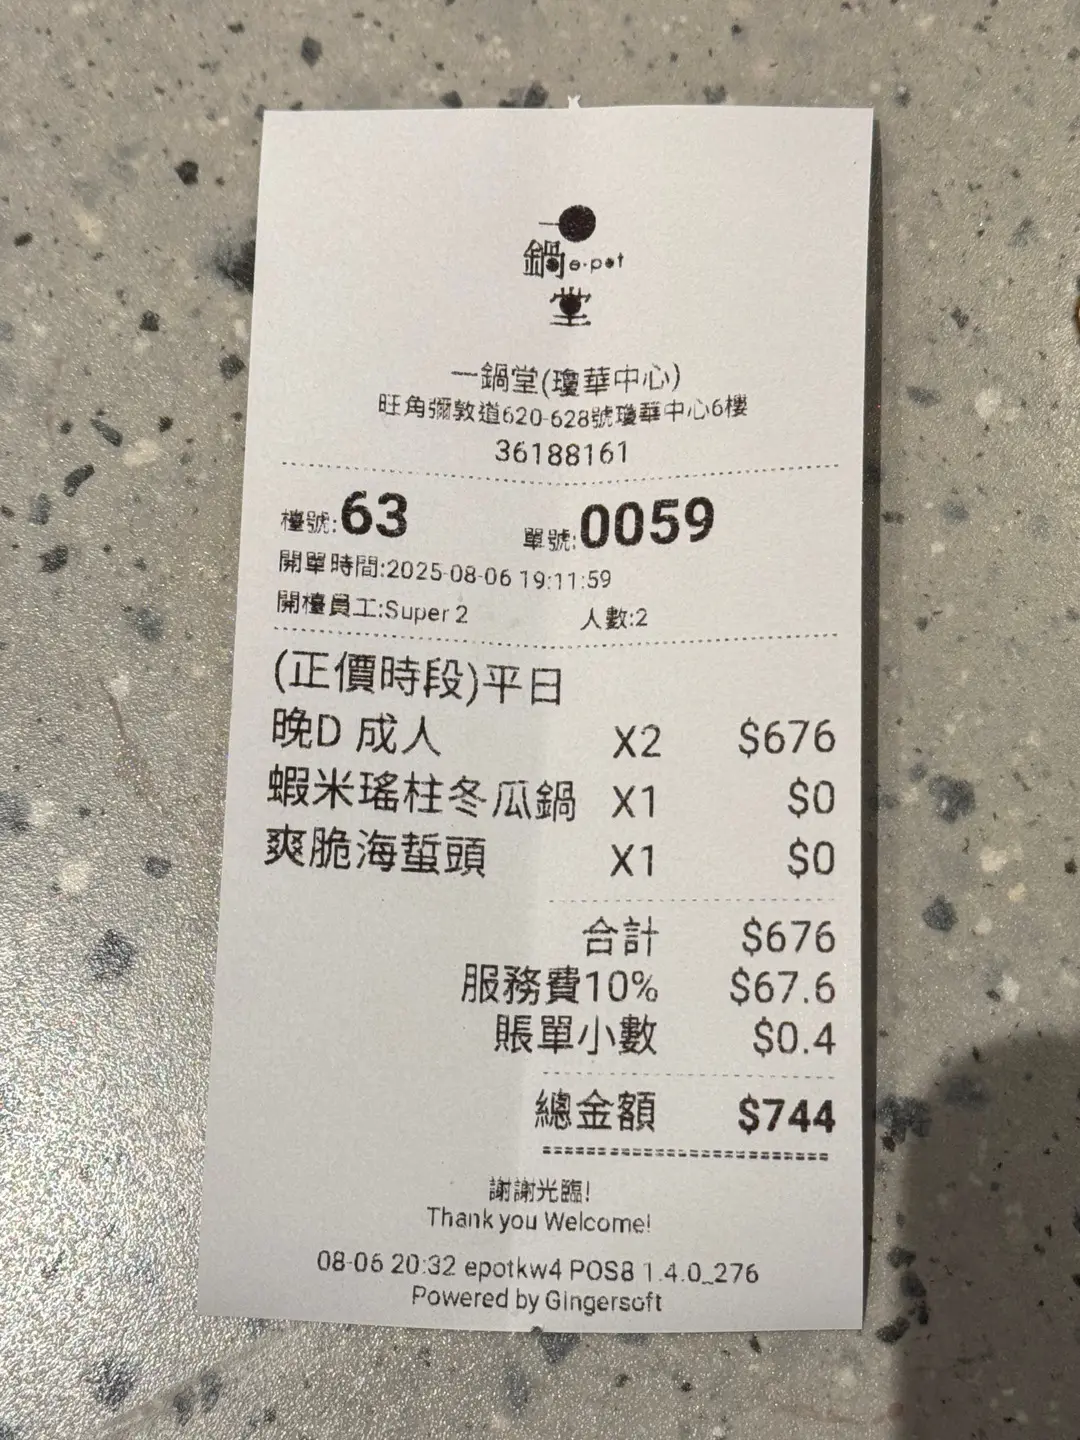 一
鍋 e·pot
堂
一鍋堂(瓊華中心)
旺角彌敦道620-628號瓊華中心6樓
36188161
檯號:63 單號:0059
開單時間:2025-08-06 19:11:59
開檯員工:Super 2 人數:2
(正價時段)平日
晚D 成人 X2 $676
蝦米瑤柱冬瓜鍋 X1 $0
爽脆海蜇頭 X1 $0
合計 $676
服務費10% $67.6
賬單小數 $0.4
總金額 $744
謝謝光臨!
Thank you Welcome!
08-06 20:32 epotkw4 POS8 1.4.0_276
Powered by Gingersoft